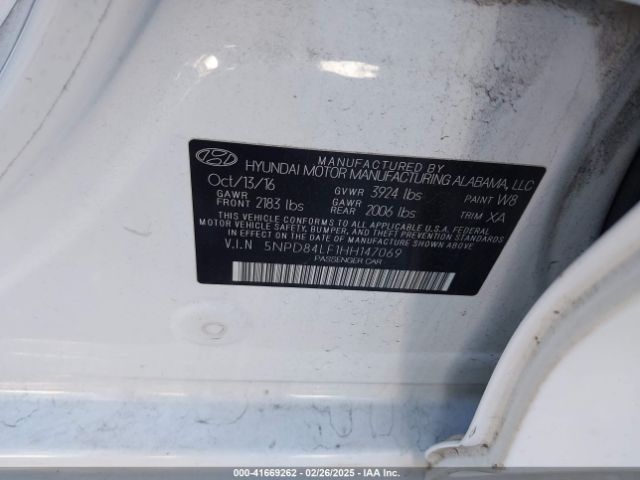 MANUFACTURED BY
HYUNDAI MOTOR MANUFACTURING ALABAMA, LLC
Oct/13/16 GVWR 3924 lbs PAINT W8
GAWR FRONT 2183 lbs GAWR REAR 2006 lbs TRIM XA
THIS VEHICLE CONFORMS TO ALL APPLICABLE U.S.A. FEDERAL
MOTOR VEHICLE SAFETY, BUMPER, AND THEFT PREVENTION STANDARDS
IN EFFECT ON THE DATE OF MANUFACTURE SHOWN ABOVE.
V.I.N 5NPD84LF1HH147069
PASSENGER CAR
000-41669262 - 02/26/2025 - IAA Inc.